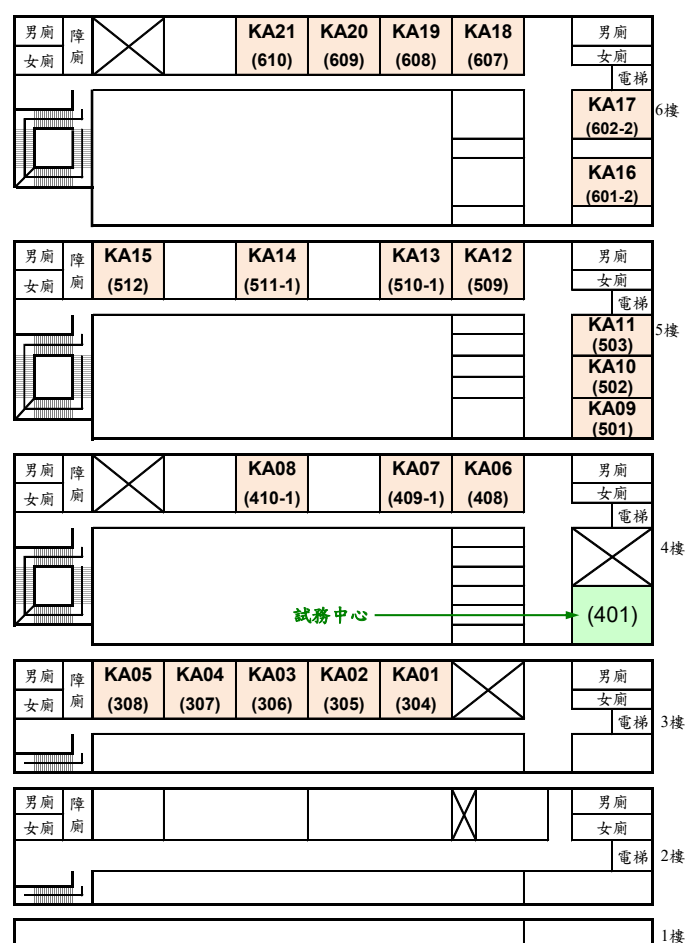 男廁 障廁 KA21 KA20 KA19 KA18 男廁
女廁 (610) (609) (608) (607) 女廁
電梯
KA17 6樓
(602-2)
KA16
(601-2)
男廁 障廁 KA15 KA14 KA13 KA12 男廁
女廁 (512) (511-1) (510-1) (509) 女廁
電梯
KA11 5樓
(503)
KA10
(502)
KA09
(501)
男廁 障廁 KA08 KA07 KA06 男廁
女廁 (410-1) (409-1) (408) 女廁
電梯
4樓
試務中心 (401)
男廁 障廁 KA05 KA04 KA03 KA02 KA01 男廁
女廁 (308) (307) (306) (305) (304) 女廁
電梯 3樓
男廁 障廁 男廁
女廁 女廁
電梯 2樓
1樓